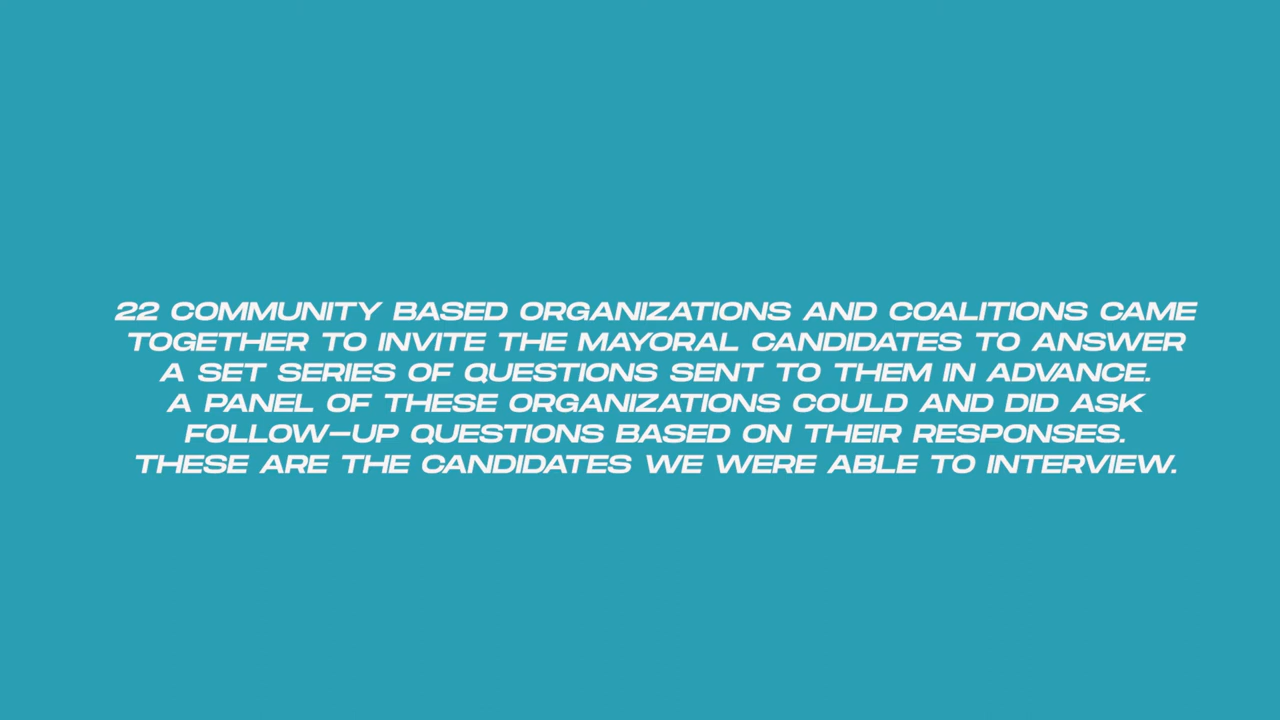 22 COMMUNITY BASED ORGANIZATIONS AND COALITIONS CAME
TOGETHER TO INVITE THE MAYORAL CANDIDATES TO ANSWER
A SET SERIES OF QUESTIONS SENT TO THEM IN ADVANCE.
A PANEL OF THESE ORGANIZATIONS COULD AND DID ASK
FOLLOW-UP QUESTIONS BASED ON THEIR RESPONSES.
THESE ARE THE CANDIDATES WE WERE ABLE TO INTERVIEW.